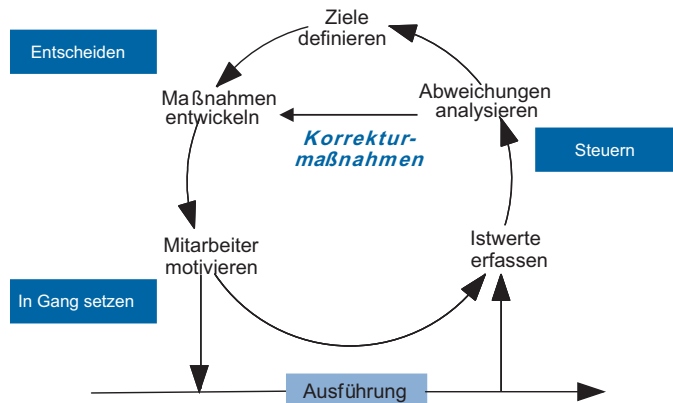 Ziele
definieren
Entscheiden
Maßnahmen
entwickeln
Abweichungen
analysieren
Korrektur-
maßnahmen
Steuern
Mitarbeiter
motivieren
Istwerte
erfassen
In Gang setzen
Ausführung